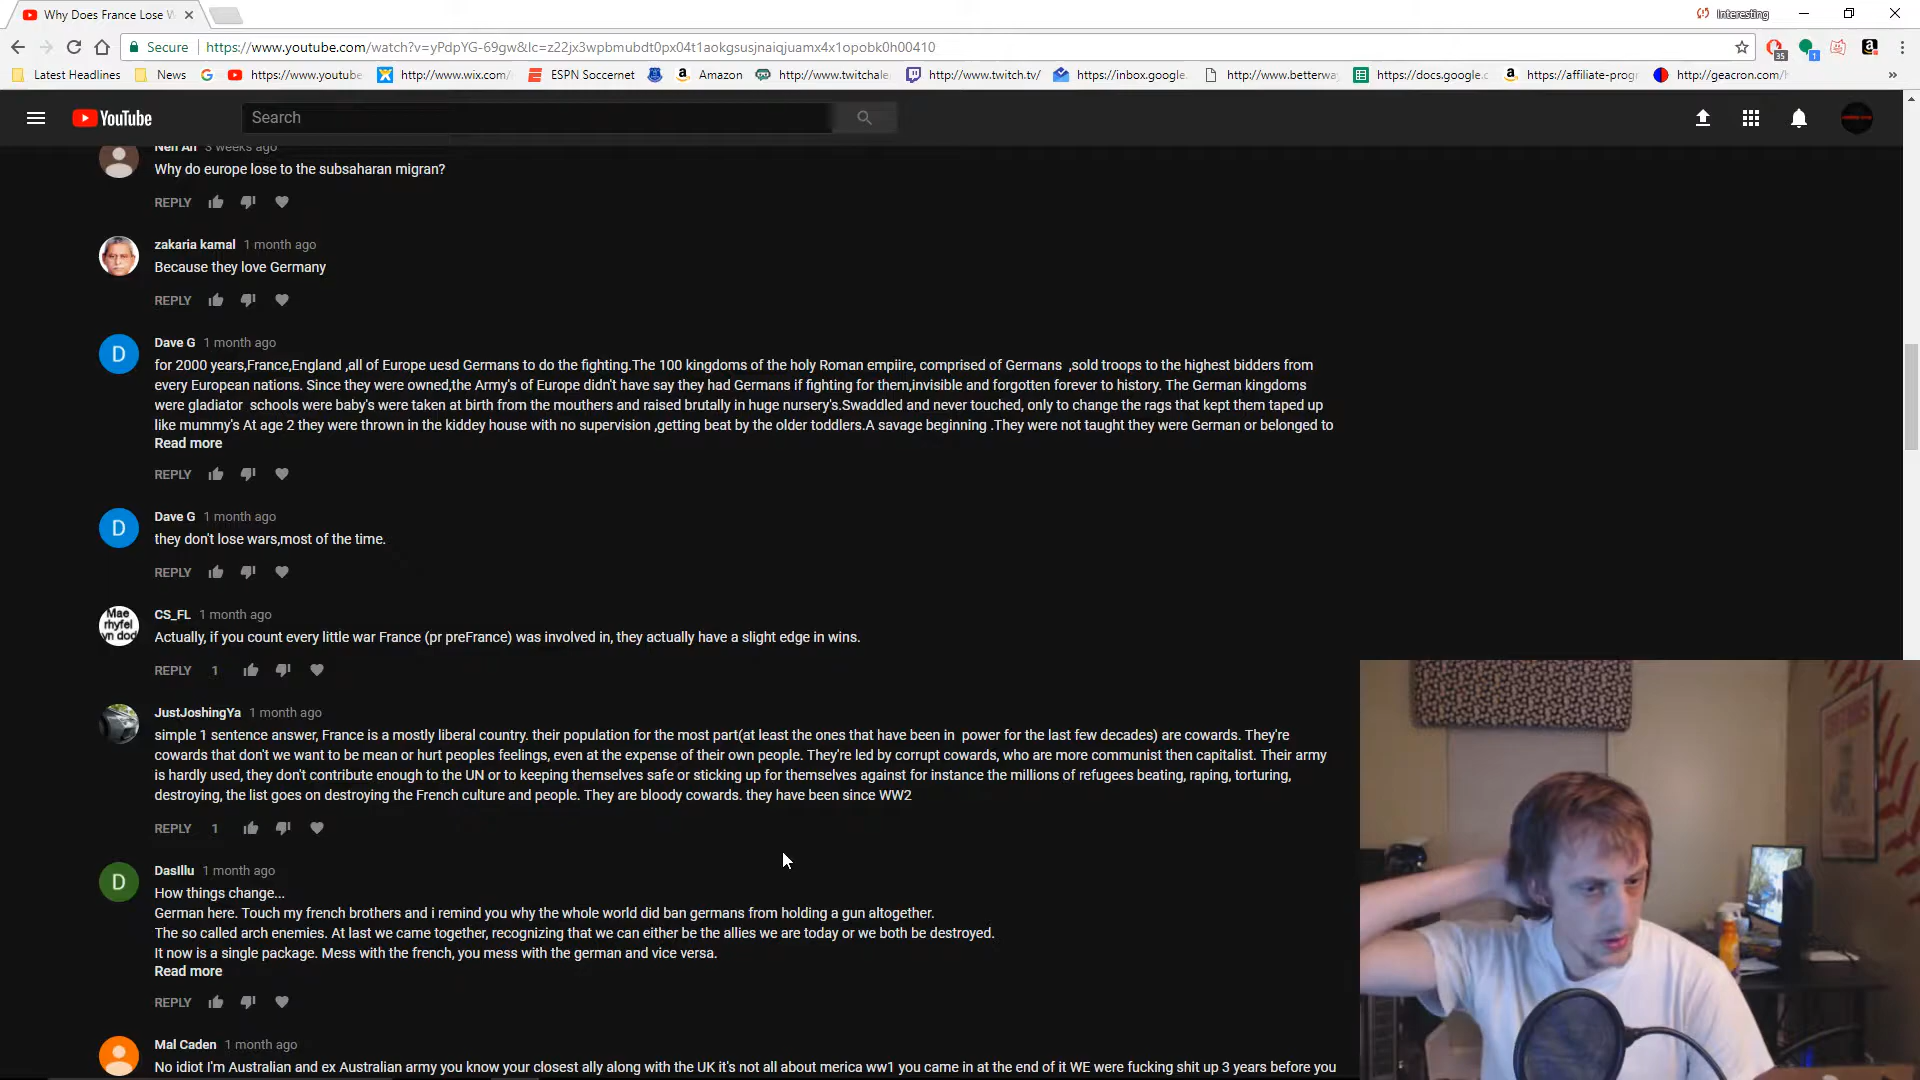 Why Does France Lose W
Interesting
Secure https://www.youtube.com/watch?v=yPdpYG-69gw&lc=z22jx3wpbmubdt0px04t1aokgsusjnaiqjuamx4x1opobk0h00410
35
1
Latest Headlines
News
https://www.youtube
http://www.wix.com/
ESPN Soccernet
Amazon
http://www.twitchale
http://www.twitch.tv/
https://inbox.google.
http://www.betterwa
https://docs.google.c
https://affiliate-prog
http://geacron.com/
»
YouTube
Search
3 weeks ago
Why do europe lose to the subsaharan migran?
REPLY
zakaria kamal 1 month ago
Because they love Germany
REPLY
D
Dave G 1 month ago
for 2000 years,France,England ,all of Europe uesd Germans to do the fighting.The 100 kingdoms of the holy Roman empiire, comprised of Germans ,sold troops to the highest bidders from
every European nations. Since they were owned,the Army's of Europe didn't have say they had Germans if fighting for them,invisible and forgotten forever to history. The German kingdoms
were gladiator schools were baby's were taken at birth from the mouthers and raised brutally in huge nursery's.Swaddled and never touched, only to change the rags that kept them taped up
like mummy's At age 2 they were thrown in the kiddey house with no supervision ,getting beat by the older toddlers.A savage beginning .They were not taught they were German or belonged to
Read more
REPLY
D
Dave G 1 month ago
they don't lose wars,most of the time.
REPLY
Mae
rhyfel
yn dod
CS_FL 1 month ago
Actually, if you count every little war France (pr preFrance) was involved in, they actually have a slight edge in wins.
REPLY 1
JustJoshingYa 1 month ago
simple 1 sentence answer, France is a mostly liberal country. their population for the most part(at least the ones that have been in power for the last few decades) are cowards. They're
cowards that don't we want to be mean or hurt peoples feelings, even at the expense of their own people. They're led by corrupt cowards, who are more communist then capitalist. Their army
is hardly used, they don't contribute enough to the UN or to keeping themselves safe or sticking up for themselves against for instance the millions of refugees beating, raping, torturing,
destroying, the list goes on destroying the French culture and people. They are bloody cowards. they have been since WW2
REPLY 1
D
DasIllu 1 month ago
How things change...
German here. Touch my french brothers and i remind you why the whole world did ban germans from holding a gun altogether.
The so called arch enemies. At last we came together, recognizing that we can either be the allies we are today or we both be destroyed.
It now is a single package. Mess with the french, you mess with the german and vice versa.
Read more
REPLY
Mal Caden 1 month ago
No idiot I'm Australian and ex Australian army you know your closest ally along with the UK it's not all about merica ww1 you came in at the end of it WE were fucking shit up 3 years before you